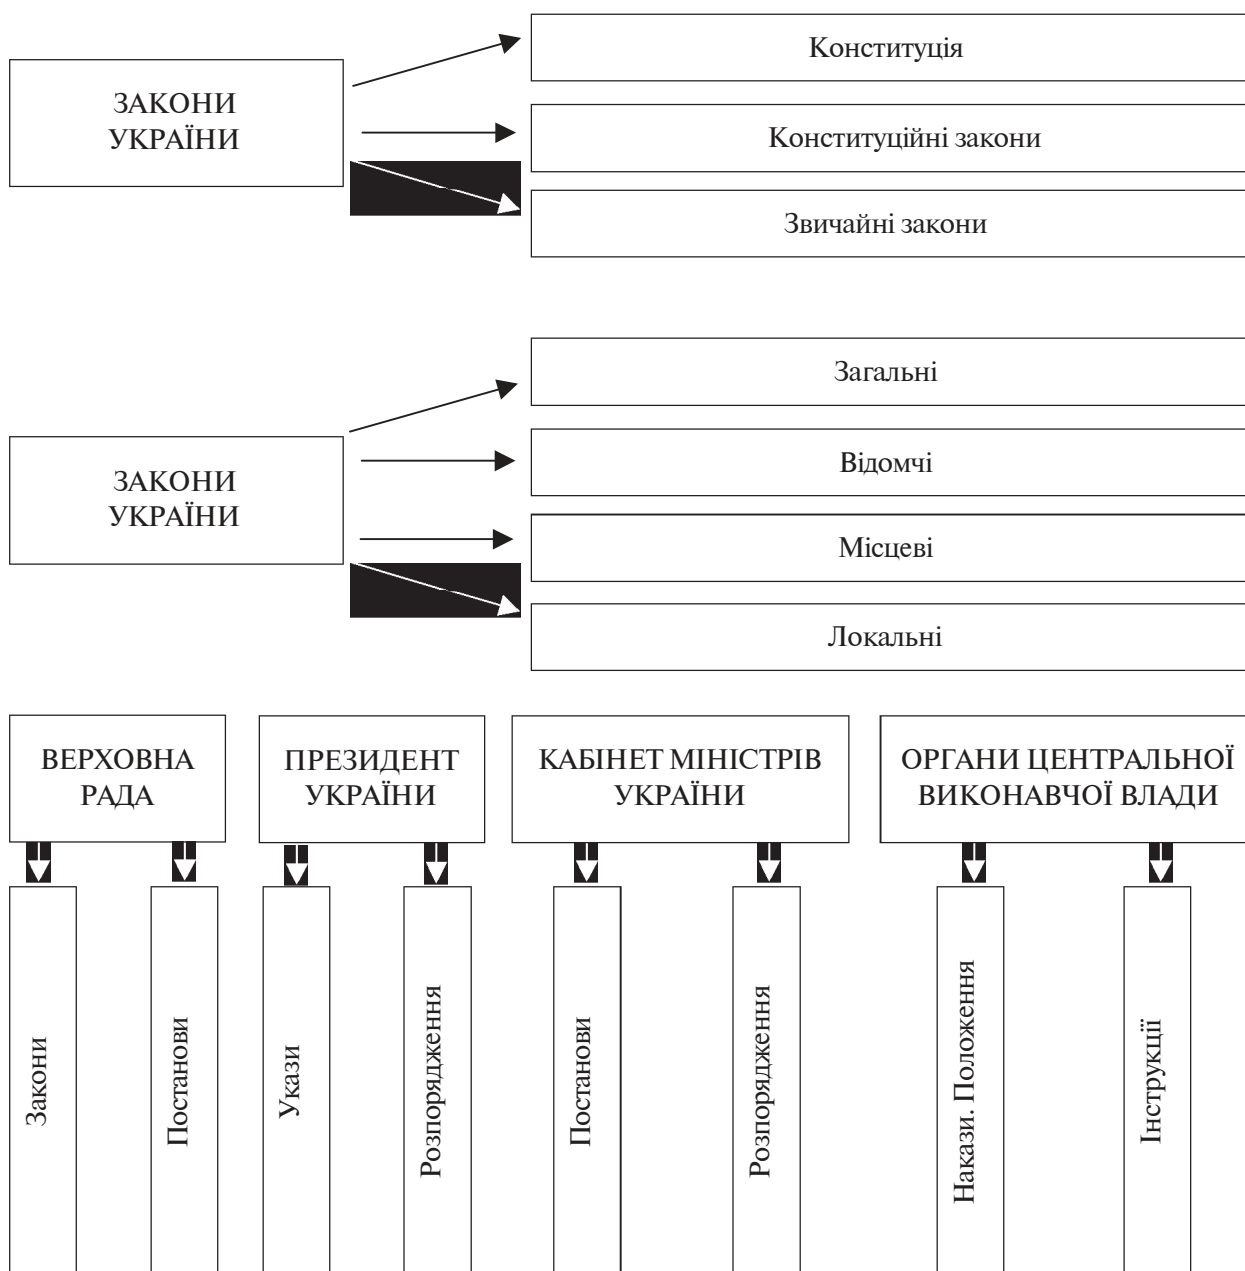 ЗАКОНИ
УКРАЇНИ
Конституція
Конституційні закони
Звичайні закони
ЗАКОНИ
УКРАЇНИ
Загальні
Відомчі
Місцеві
Локальні
ВЕРХОВНА
РАДА
ПРЕЗИДЕНТ
УКРАЇНИ
КАБІНЕТ МІНІСТРІВ
УКРАЇНИ
ОРГАНИ ЦЕНТРАЛЬНОЇ
ВИКОНАВЧОЇ ВЛАДИ
Закони
Постанови
Укази
Розпорядження
Постанови
Розпорядження
Накази. Положення
Інструкції